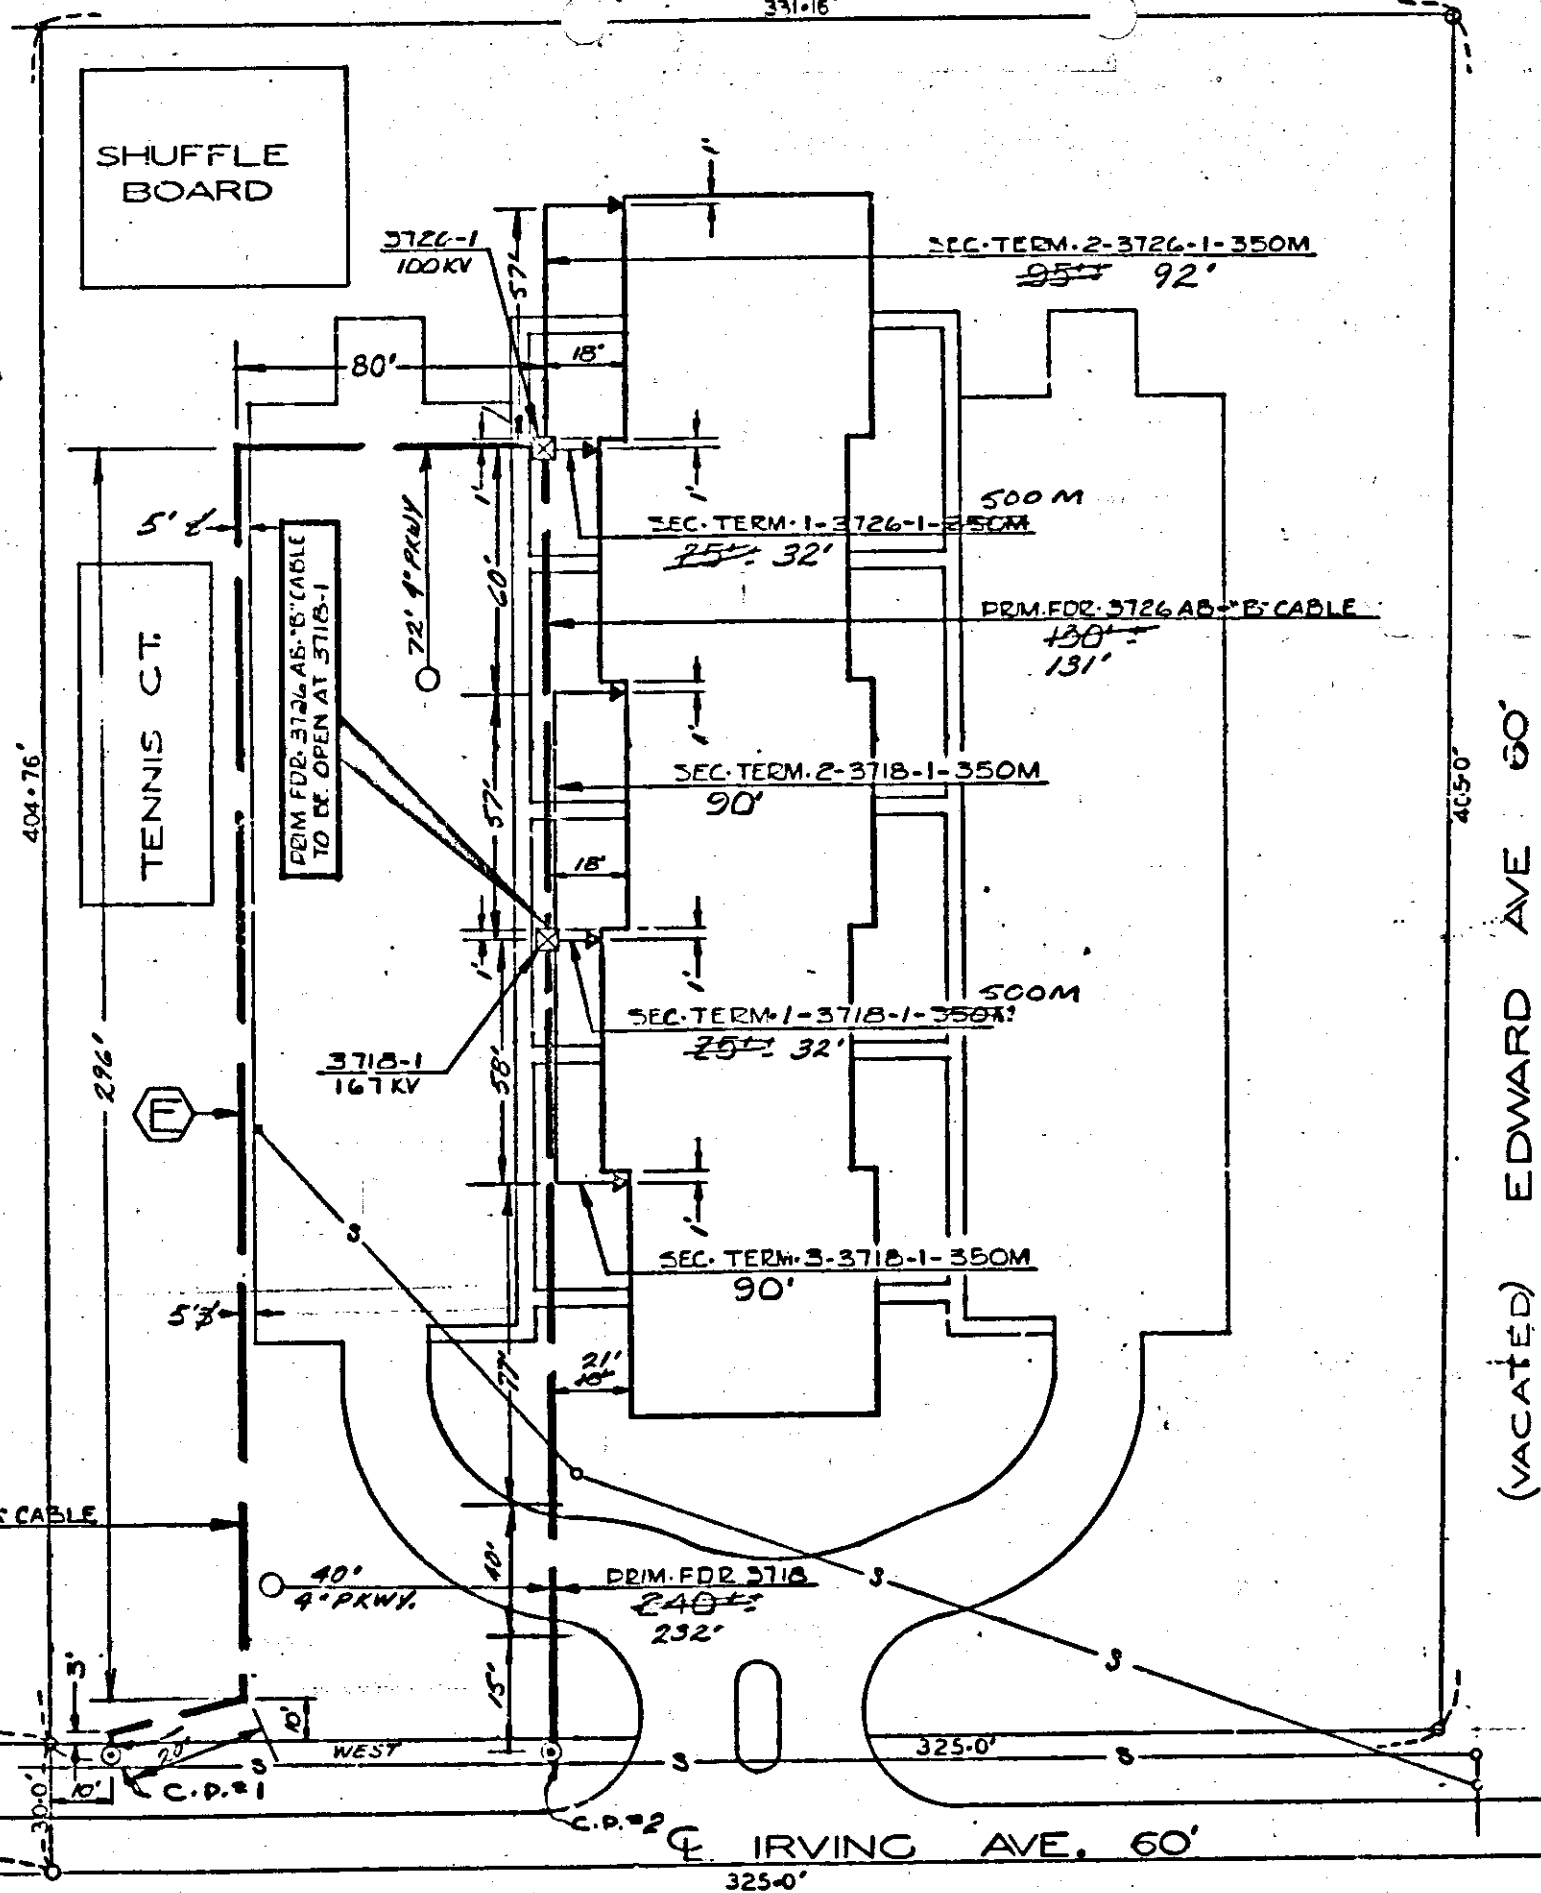 331.16'
SHUFFLE
BOARD
1'
3726-1
100KV
57'
SEC. TERM. 2-3726-1-350M
95'± 92'
80'
18'
1'
1'
5'
72' 4" PKWY
60'
500 M
SEC. TERM. 1-3726-1-350M
25'± 32'
PRIM FDR. 3726 AB-"B" CABLE
TO BE OPEN AT 3718-1
PRIM. FDR. 3726 AB-"B" CABLE
130'±
131'
TENNIS CT.
1'
404.76'
57'
SEC. TERM. 2-3718-1-350M
90'
405.0'
EDWARD AVE 60'
(VACATED)
18'
1'
1'
500M
SEC. TERM. 1-3718-1-350M
25'± 32'
296'
3718-1
167 KV
58'
E
1'
S
SEC. TERM. 3-3718-1-350M
90'
5'
77'
21'
CABLE
40'
4" PKWY.
40'
PRIM. FDR 3718
240'±
232'
S
S
3'
15'
10'
20'
WEST
S
S
325.0'
S
10'
C.P. #1
30.0'
C.P. #2
℄ IRVING AVE. 60'
325.0'